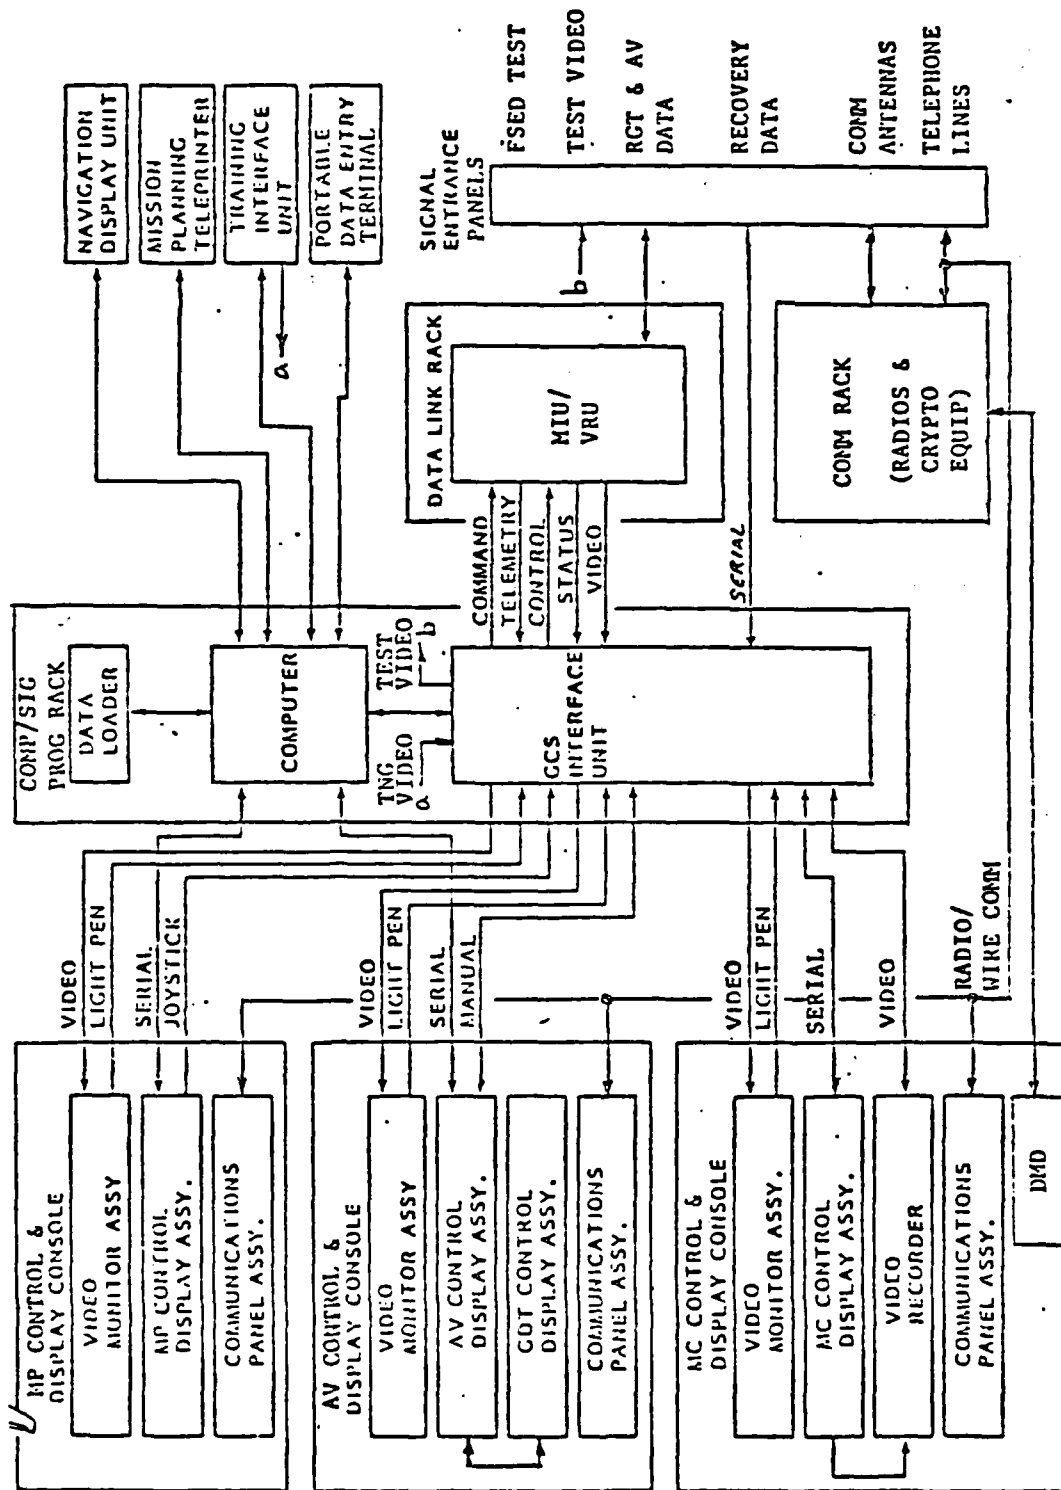 MP CONTROL &
DISPLAY CONSOLE
VIDEO
MONITOR ASSY
MP CONTROL
DISPLAY ASSY.
COMMUNICATIONS
PANEL ASSY.
VIDEO
LIGHT PEN
SERIAL
JOYSTICK
AV CONTROL &
DISPLAY CONSOLE
VIDEO
MONITOR ASSY
AV CONTROL
DISPLAY ASSY.
GDT CONTROL
DISPLAY ASSY.
COMMUNICATIONS
PANEL ASSY.
VIDEO
LIGHT PEN
SERIAL
MANUAL
MC CONTROL &
DISPLAY CONSOLE
VIDEO
MONITOR ASSY.
MC CONTROL
DISPLAY ASSY.
VIDEO
RECORDER
COMMUNICATIONS
PANEL ASSY.
DMD
VIDEO
LIGHT PEN
SERIAL
VIDEO
RADIO/
WIRE COMM
COMP/SIG
PROG RACK
DATA
LOADER
COMPUTER
TNG
VIDEO
a
TEST
VIDEO
b
GCS
INTERFACE
UNIT
COMMAND
TELEMETRY
CONTROL
STATUS
VIDEO
SERIAL
DATA LINK RACK
MIU/
VRU
COMM RACK
(RADIOS &
CRYPTO
EQUIP)
NAVIGATION
DISPLAY UNIT
MISSION
PLANNING
TELEPRINTER
TRAINING
INTERFACE
UNIT
PORTABLE
DATA ENTRY
TERMINAL
a
b
SIGNAL
ENTRANCE
PANELS
FSED TEST
TEST VIDEO
RGT & AV
DATA
RECOVERY
DATA
COMM
ANTENNAS
TELEPHONE
LINES